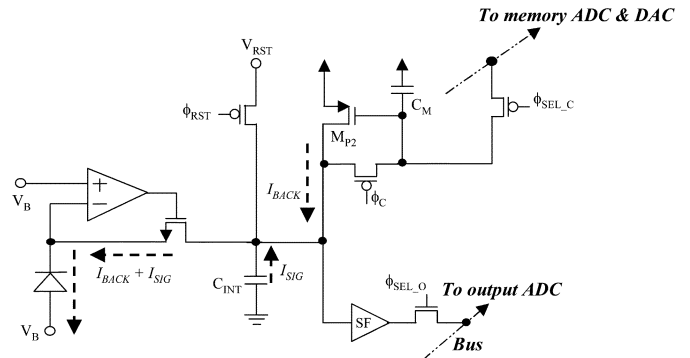 To memory ADC & DAC
V_RST
ϕ_RST
C_M
ϕ_SEL_C
M_P2
I_BACK
ϕ_C
+
−
V_B
I_BACK + I_SIG
C_INT
I_SIG
ϕ_SEL_O
To output ADC
V_B
SF
Bus